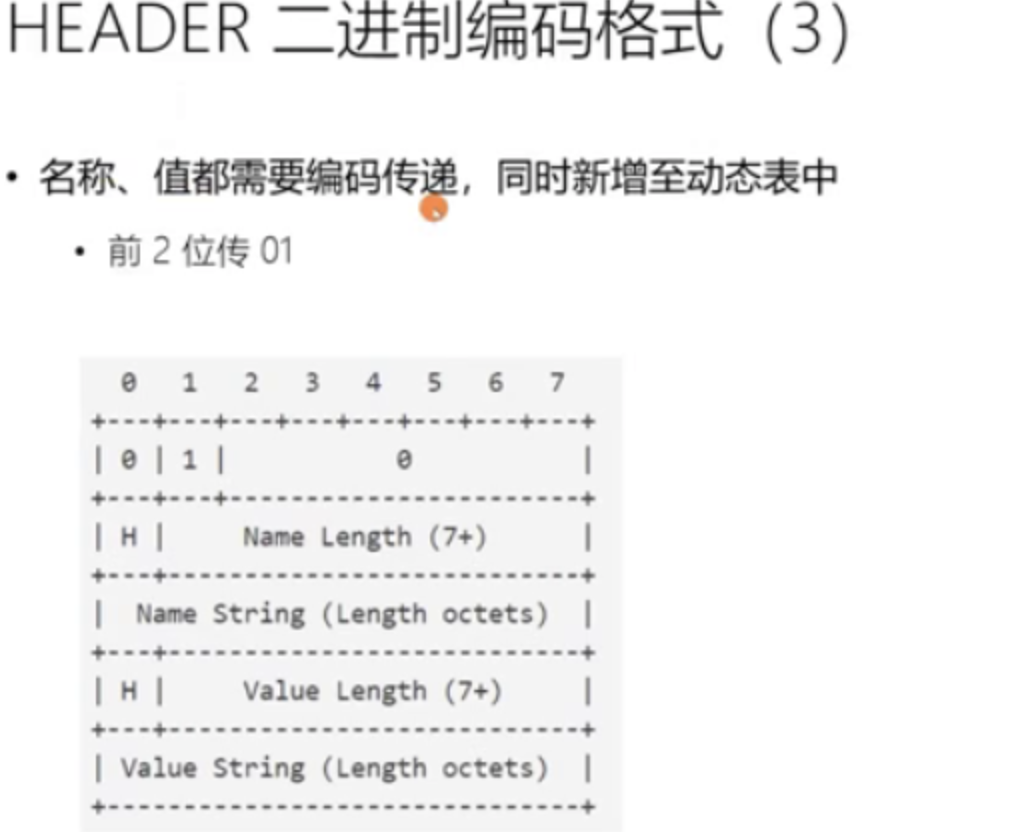 HEADER 二进制编码格式（3）
• 名称、值都需要编码传递，同时新增至动态表中
• 前 2 位传 01
0 1 2 3 4 5 6 7
+---+---+---+---+---+---+---+---+
| 0 | 1 | 0 |
+---+---+-----------------------+
| H | Name Length (7+) |
+---+---------------------------+
| Name String (Length octets) |
+---+---------------------------+
| H | Value Length (7+) |
+---+---------------------------+
| Value String (Length octets) |
+-------------------------------+